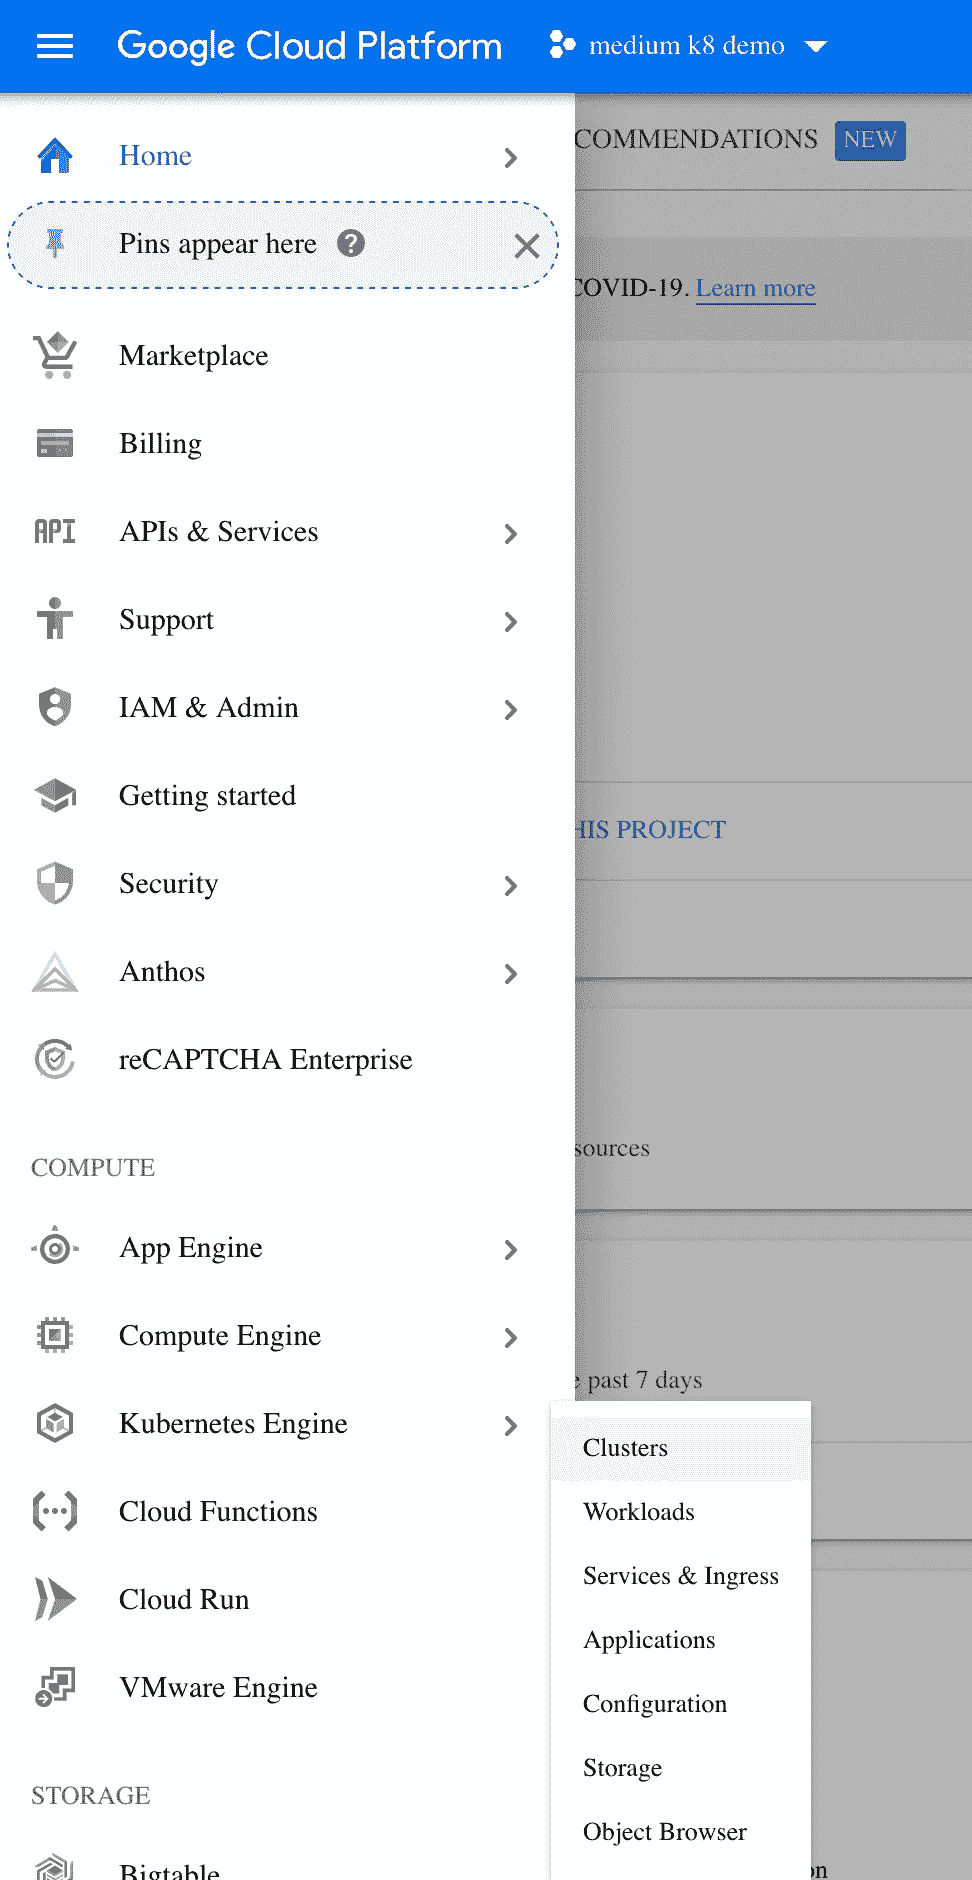 Google Cloud Platform medium k8 demo
COMMENDATIONS NEW
Home
Pins appear here ?
COVID-19. Learn more
Marketplace
Billing
API APIs & Services
Support
IAM & Admin
Getting started
HIS PROJECT
Security
Anthos
reCAPTCHA Enterprise
sources
COMPUTE
App Engine
Compute Engine
e past 7 days
Kubernetes Engine
Clusters
Workloads
Services & Ingress
Applications
Configuration
Storage
Object Browser
Cloud Functions
Cloud Run
VMware Engine
STORAGE
Bigtable
on